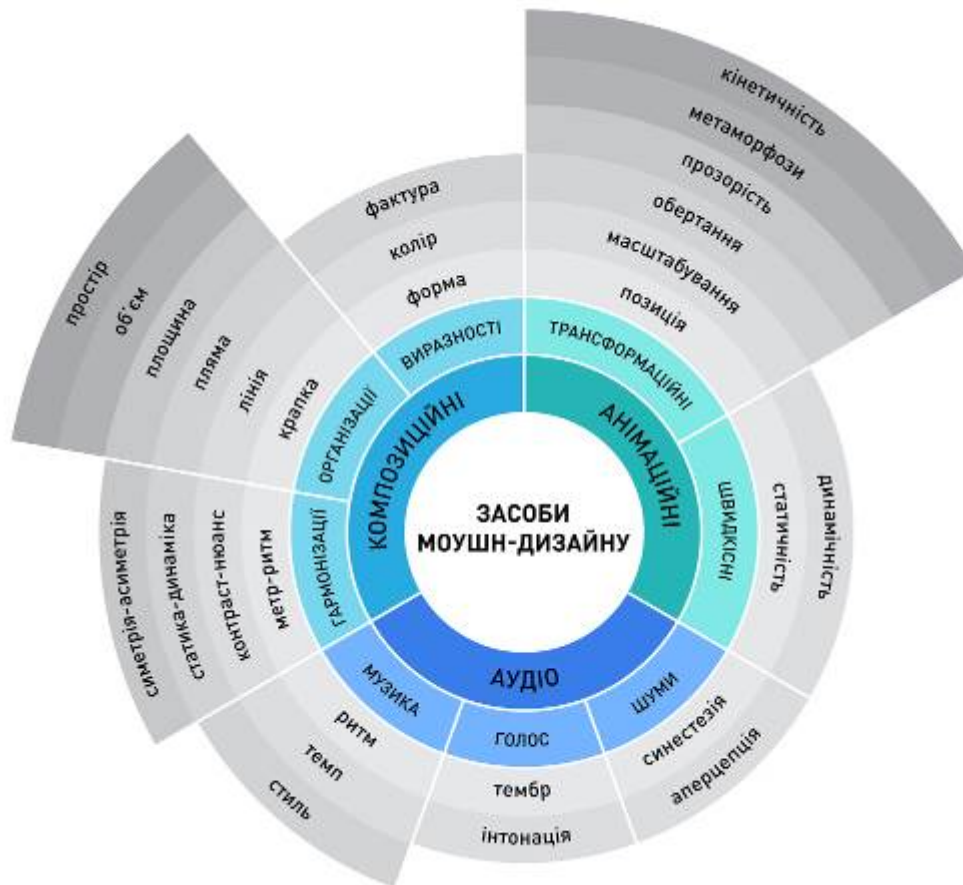 ЗАСОБИ
МОУШН-ДИЗАЙНУ
АНІМАЦІЙНІ
ТРАНСФОРМАЦІЙНІ
позиція
масштабування
обертання
прозорість
метаморфози
кінетичність
ШВИДКІСНІ
статичність
динамічність
АУДІО
ШУМИ
синестезія
аперцепція
ГОЛОС
тембр
інтонація
МУЗИКА
ритм
темп
стиль
КОМПОЗИЦІЙНІ
ГАРМОНІЗАЦІЇ
метр-ритм
контраст-нюанс
статика-динаміка
симетрія-асиметрія
ОРГАНІЗАЦІЇ
крапка
лінія
пляма
площина
об´єм
простір
ВИРАЗНОСТІ
форма
колір
фактура